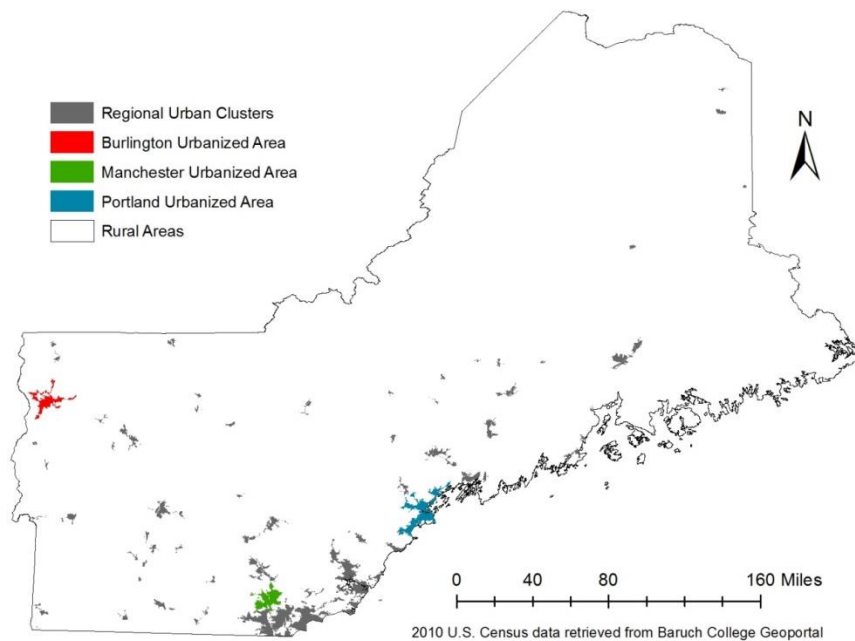 Regional Urban Clusters
Burlington Urbanized Area
Manchester Urbanized Area
Portland Urbanized Area
Rural Areas
N
0 40 80 160 Miles
2010 U.S. Census data retrieved from Baruch College Geoportal